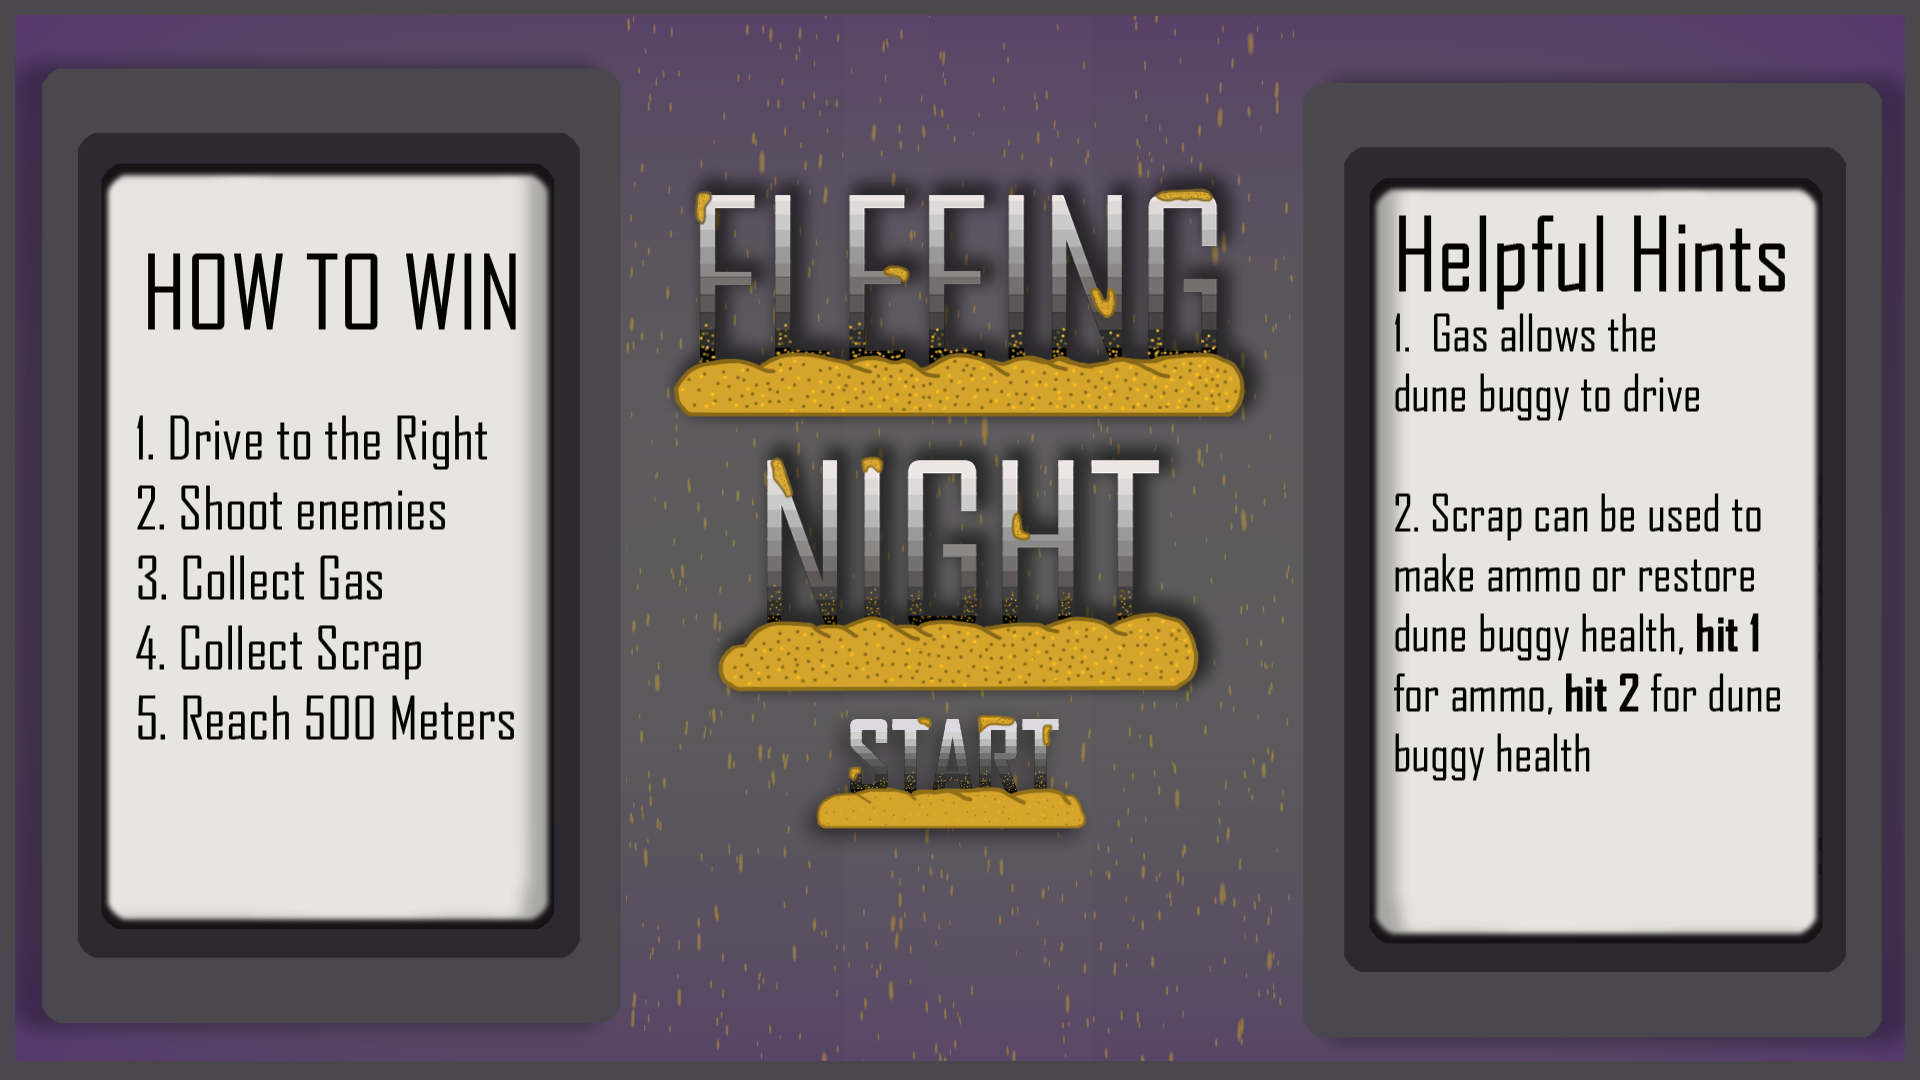 HOW TO WIN
1. Drive to the Right
2. Shoot enemies
3. Collect Gas
4. Collect Scrap
5. Reach 500 Meters
FLEEING
NIGHT
START
Helpful Hints
1. Gas allows the
dune buggy to drive
2. Scrap can be used to
make ammo or restore
dune buggy health, hit 1
for ammo, hit 2 for dune
buggy health